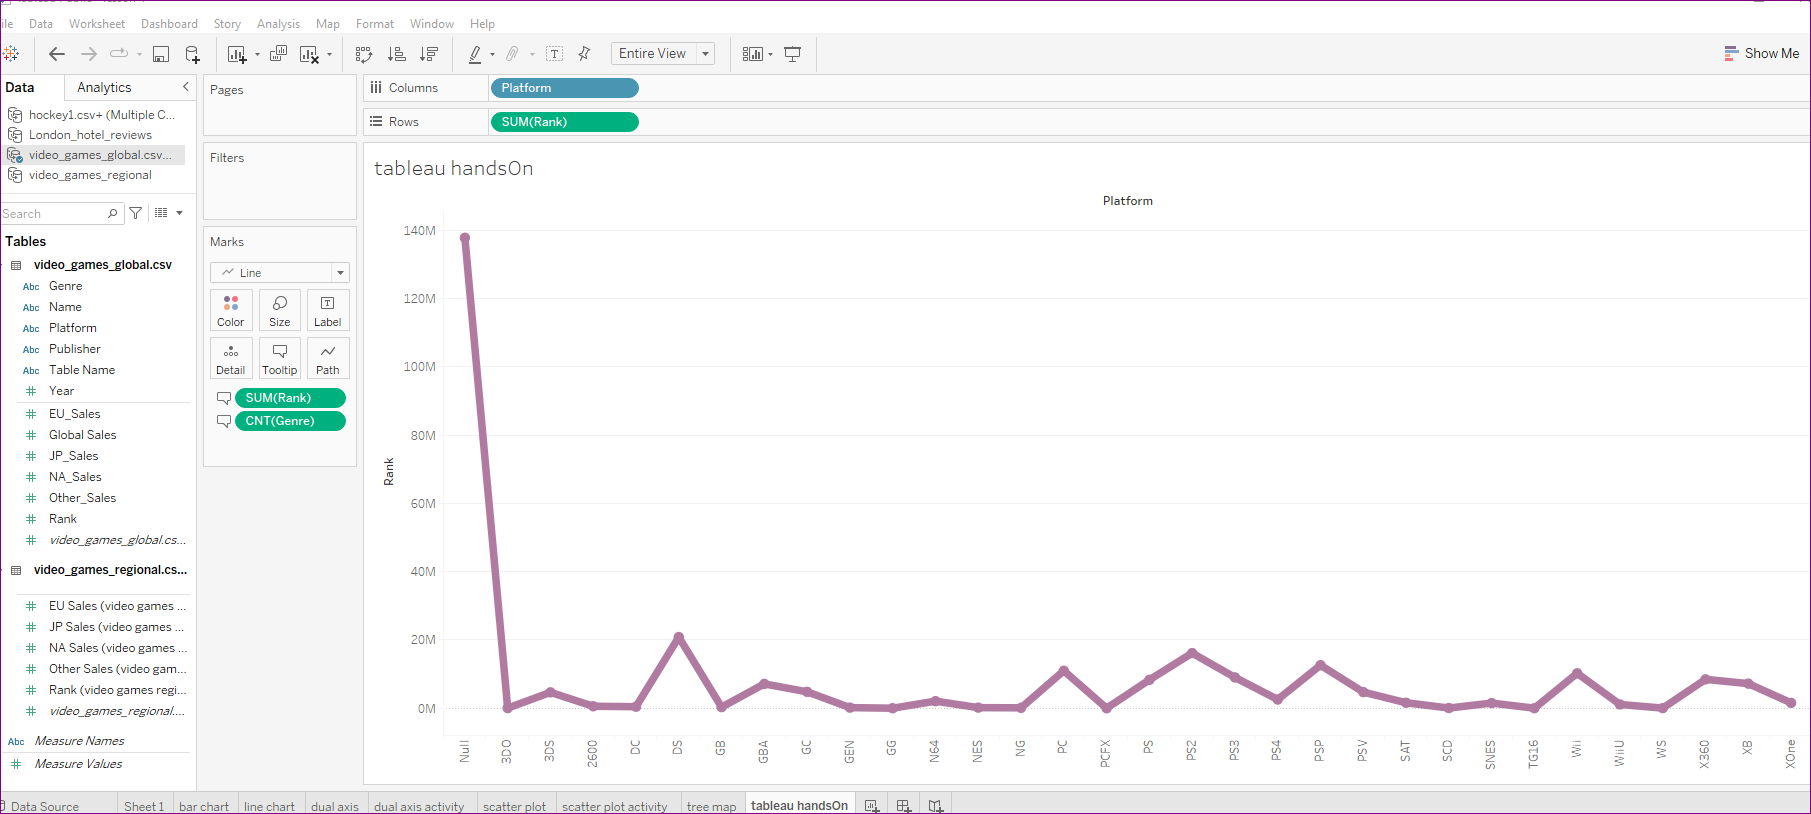 ile Data Worksheet Dashboard Story Analysis Map Format Window Help
Entire View
Show Me
Data Analytics
hockey1.csv+ (Multiple C...
London_hotel_reviews
video_games_global.csv...
video_games_regional
Search
Tables
video_games_global.csv
Abc Genre
Abc Name
Abc Platform
Abc Publisher
Abc Table Name
# Year
# EU_Sales
# Global Sales
# JP_Sales
# NA_Sales
# Other_Sales
# Rank
# video_games_global.cs...
video_games_regional.cs...
# EU Sales (video games ...
# JP Sales (video games ...
# NA Sales (video games ...
# Other Sales (video gam...
# Rank (video games regi...
# video_games_regional....
Abc Measure Names
# Measure Values
Pages
Filters
Marks
Line
Color Size T Label
Detail Tooltip Path
SUM(Rank)
CNT(Genre)
Columns Platform
Rows SUM(Rank)
tableau handsOn
Platform
140M
120M
100M
80M
60M
40M
20M
0M
Rank
Null 3DO 3DS 2600 DC DS GB GBA GC GEN GG N64 NES NG PC PCFX PS PS2 PS3 PS4 PSP PSV SAT SCD SNES TG16 Wii WiiU WS X360 XB XOne
Data Source Sheet 1 bar chart line chart dual axis dual axis activity scatter plot scatter plot activity tree map tableau handsOn